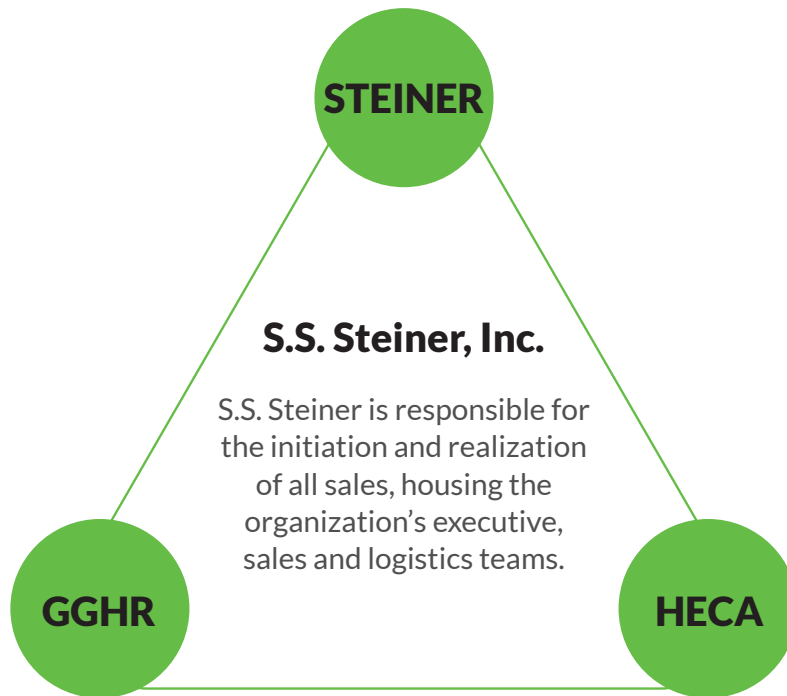 STEINER
S.S. Steiner, Inc.
S.S. Steiner is responsible for
the initiation and realization
of all sales, housing the
organization’s executive,
sales and logistics teams.
GGHR
HECA